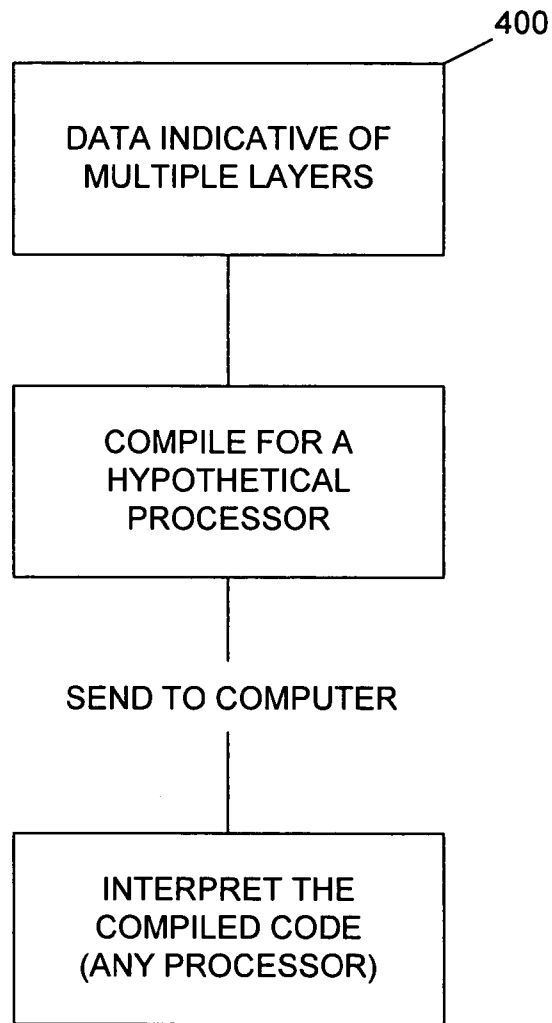 400
DATA INDICATIVE OF
MULTIPLE LAYERS
COMPILE FOR A
HYPOTHETICAL
PROCESSOR
SEND TO COMPUTER
INTERPRET THE
COMPILED CODE
(ANY PROCESSOR)